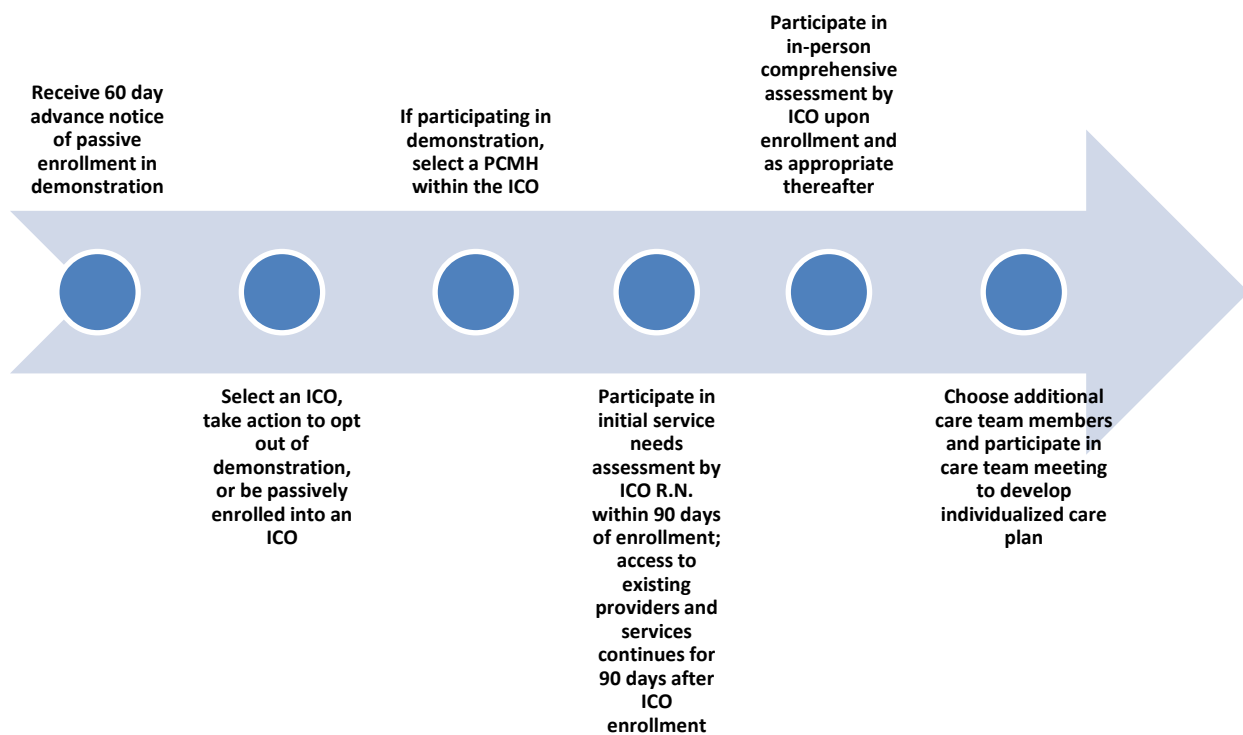 Receive 60 day
advance notice
of passive
enrollment in
demonstration
Select an ICO,
take action to opt
out of
demonstration,
or be passively
enrolled into an
ICO
If participating in
demonstration,
select a PCMH
within the ICO
Participate in
initial service
needs
assessment by
ICO R.N.
within 90 days
of enrollment;
access to
existing
providers and
services
continues for
90 days after
ICO
enrollment
Participate in
in-person
comprehensive
assessment by
ICO upon
enrollment and
as appropriate
thereafter
Choose additional
care team members
and participate in
care team meeting
to develop
individualized care
plan